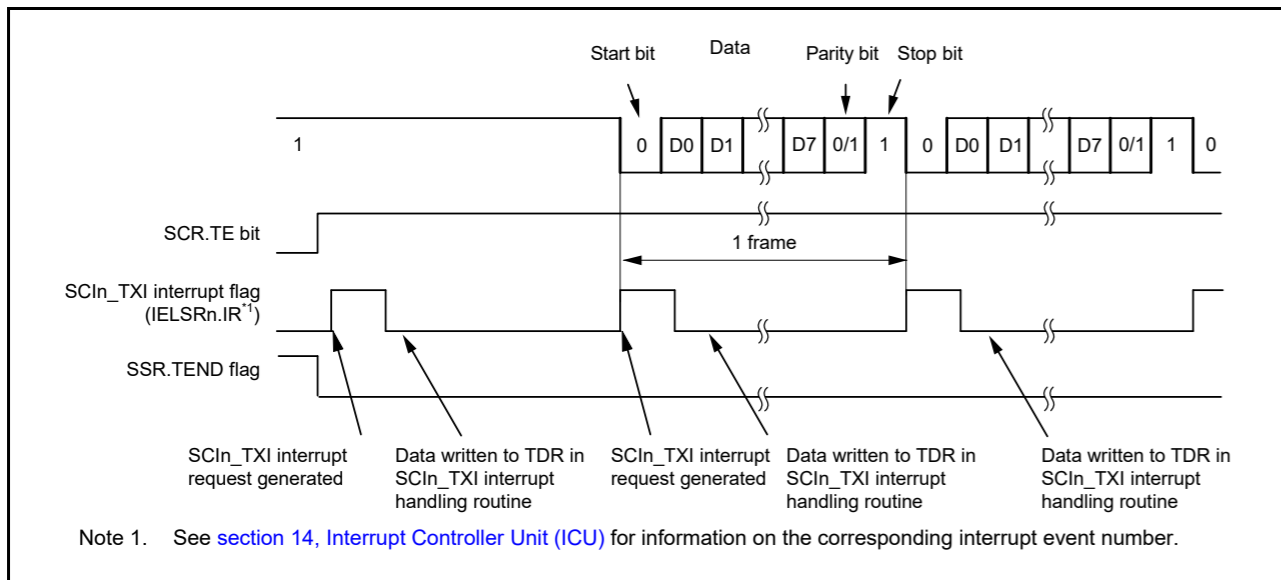 Start bit Data Parity bit Stop bit
1 0 D0 D1 D7 0/1 1 0 D0 D1 D7 0/1 1 0
SCR.TE bit
1 frame
SCIn_TXI interrupt flag
(IELSRn.IR*1)
SSR.TEND flag
SCIn_TXI interrupt
request generated
Data written to TDR in
SCIn_TXI interrupt
handling routine
SCIn_TXI interrupt
request generated
Data written to TDR in
SCIn_TXI interrupt
handling routine
Data written to TDR in
SCIn_TXI interrupt
handling routine
Note 1. See section 14, Interrupt Controller Unit (ICU) for information on the corresponding interrupt event number.